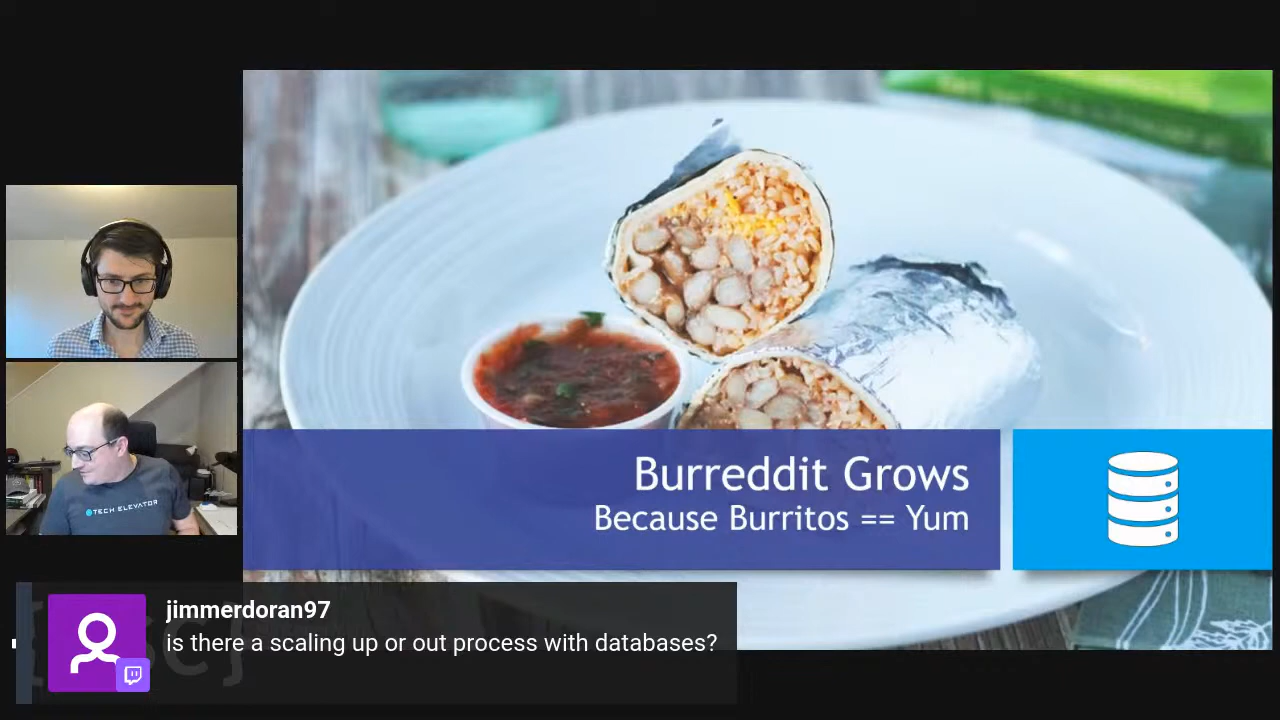 TECH ELEVATOR
Burreddit Grows
Because Burritos == Yum
jimmerdoran97
is there a scaling up or out process with databases?